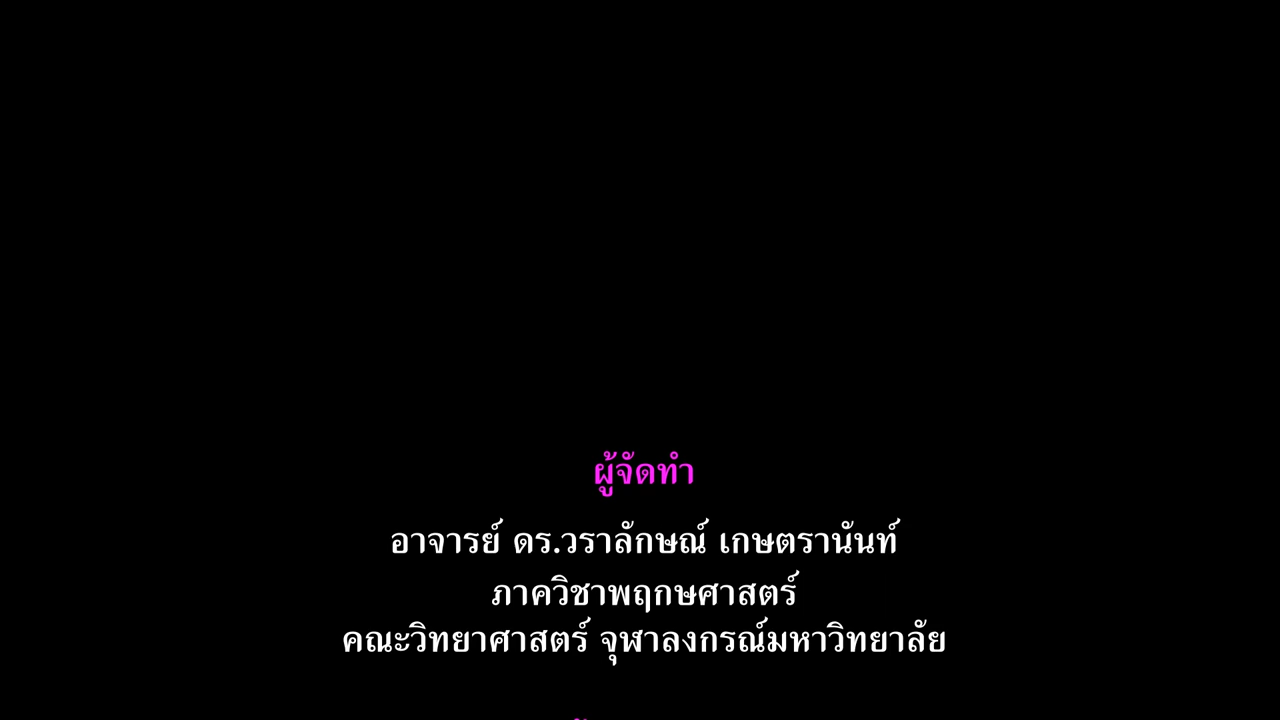 ผู้จัดทำ
อาจารย์ ดร.วราลักษณ์ เกษตรานันท์
ภาควิชาพฤกษศาสตร์
คณะวิทยาศาสตร์ จุฬาลงกรณ์มหาวิทยาลัย